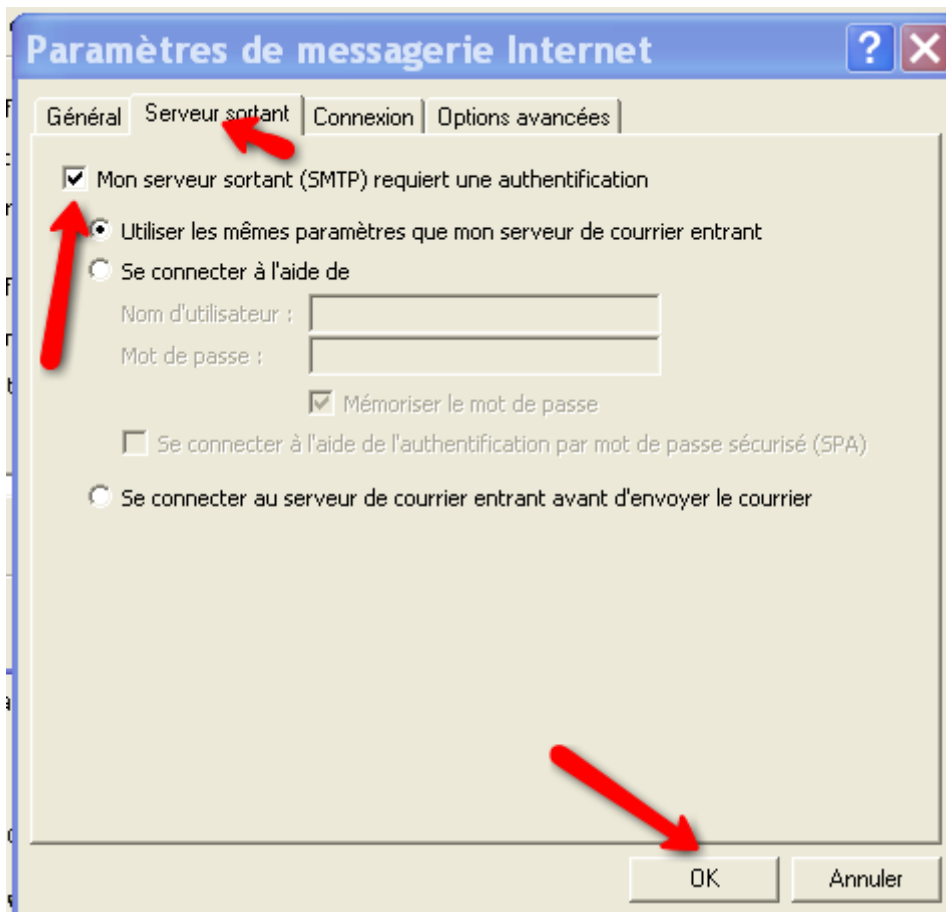 Paramètres de messagerie Internet
Général Serveur sortant Connexion Options avancées
Mon serveur sortant (SMTP) requiert une authentification
Utiliser les mêmes paramètres que mon serveur de courrier entrant
Se connecter à l'aide de
Nom d'utilisateur :
Mot de passe :
Mémoriser le mot de passe
Se connecter à l'aide de l'authentification par mot de passe sécurisé (SPA)
Se connecter au serveur de courrier entrant avant d'envoyer le courrier
OK Annuler